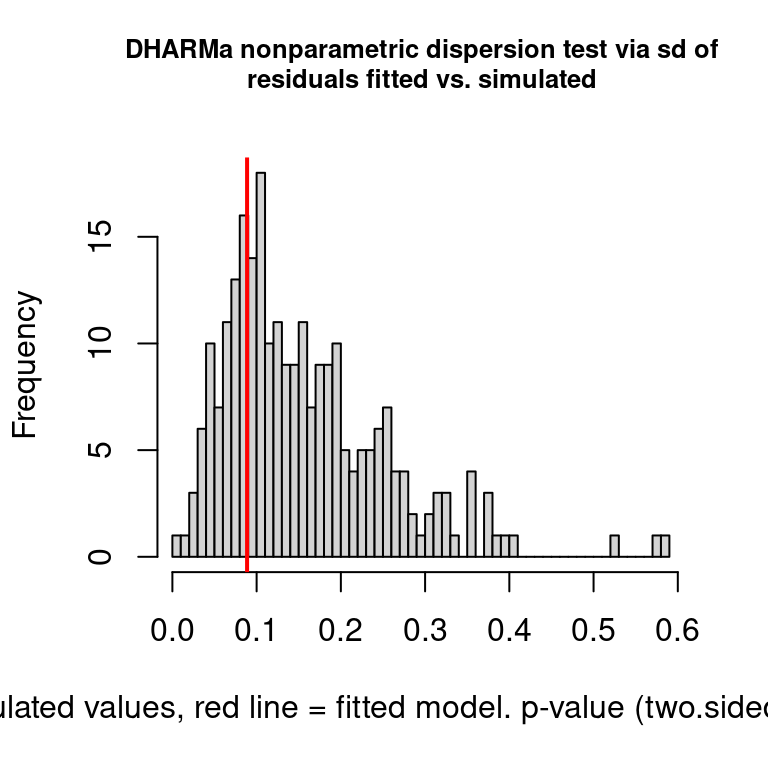 DHARMa nonparametric dispersion test via sd of
residuals fitted vs. simulated
Frequency
15
10
5
0
0.0 0.1 0.2 0.3 0.4 0.5 0.6
ulated values, red line = fitted model. p-value (two.sided